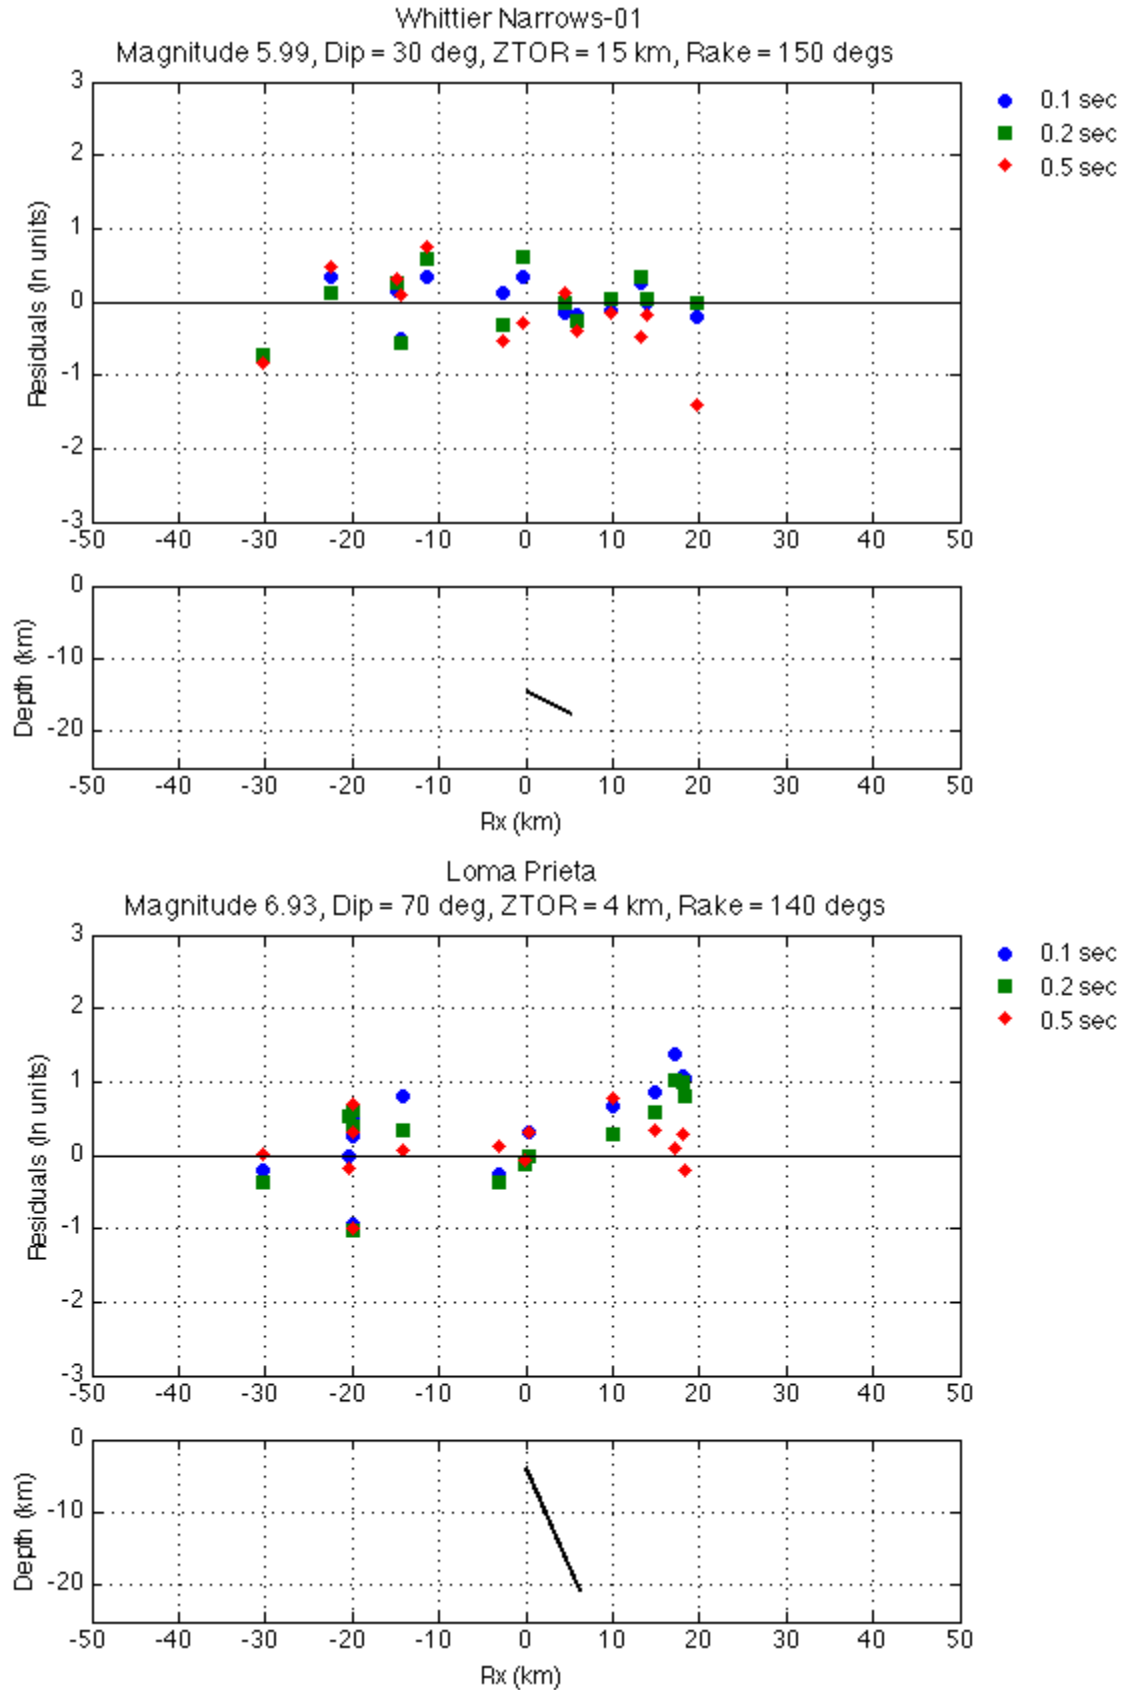 Whittier Narrows-01
Magnitude 5.99, Dip = 30 deg, ZTOR = 15 km, Rake = 150 degs
3
2
1
0
-1
-2
-3
Residuals (ln units)
-50 -40 -30 -20 -10 0 10 20 30 40 50
0.1 sec
0.2 sec
0.5 sec
0
-10
-20
Depth (km)
-50 -40 -30 -20 -10 0 10 20 30 40 50
Rx (km)
Loma Prieta
Magnitude 6.93, Dip = 70 deg, ZTOR = 4 km, Rake = 140 degs
3
2
1
0
-1
-2
-3
Residuals (ln units)
-50 -40 -30 -20 -10 0 10 20 30 40 50
0.1 sec
0.2 sec
0.5 sec
0
-10
-20
Depth (km)
-50 -40 -30 -20 -10 0 10 20 30 40 50
Rx (km)